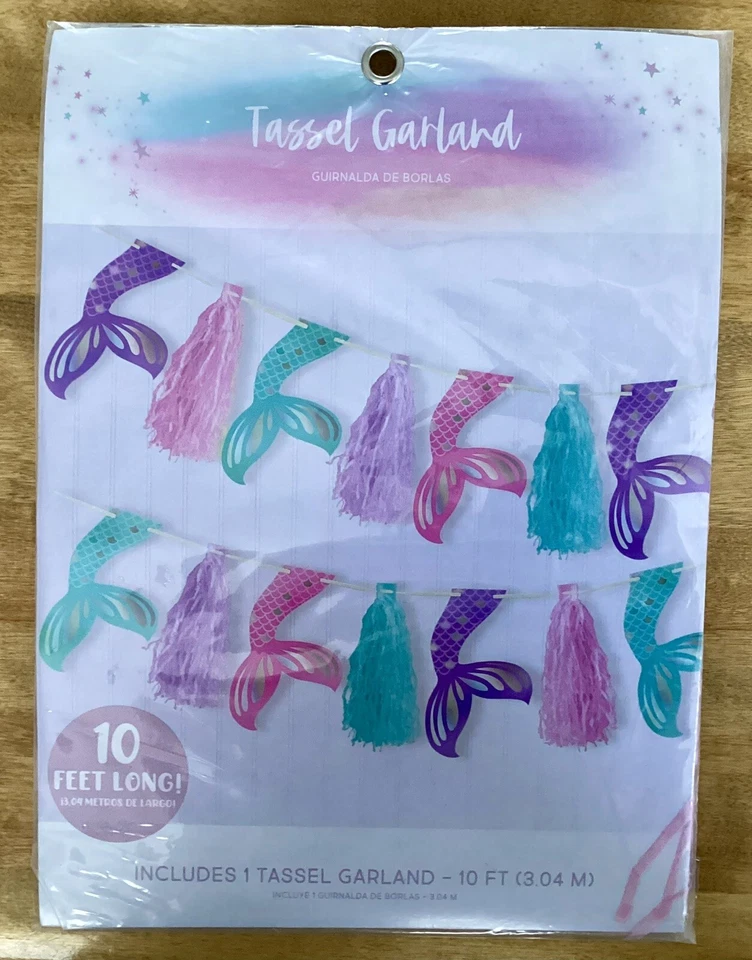 Tassel Garland
GUIRNALDA DE BORLAS
10
FEET LONG!
¡3.04 METROS DE LARGO!
INCLUDES 1 TASSEL GARLAND – 10 FT (3.04 M)
INCLUYE 1 GUIRNALDA DE BORLAS – 3.04 M